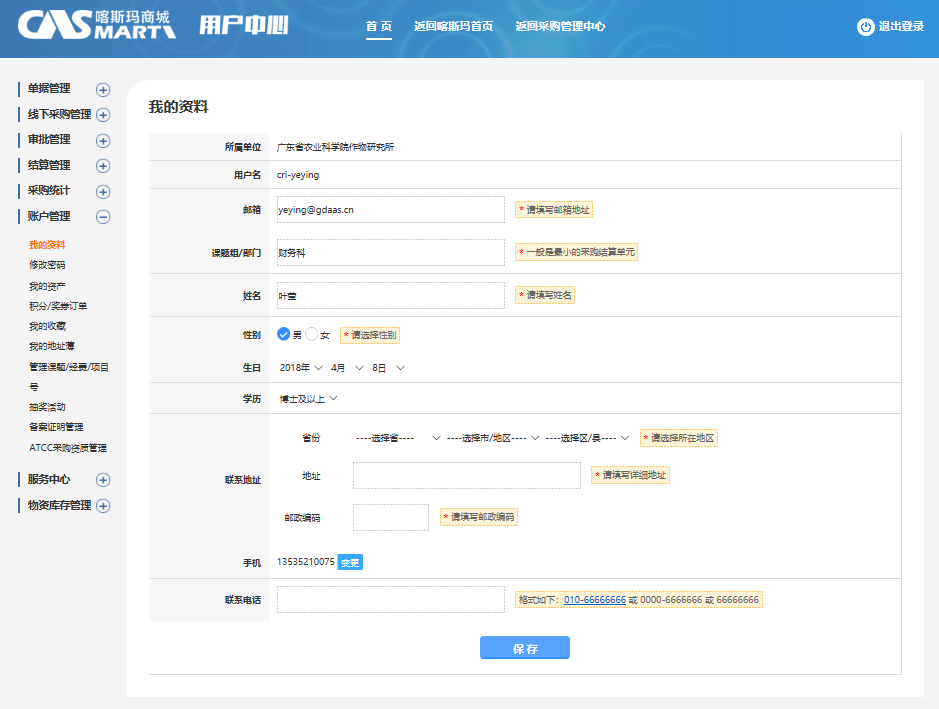 CASMART 喀斯玛商城 用户中心 首页 返回喀斯玛首页 返回采购管理中心 退出登录
单据管理
线下采购管理
审批管理
结算管理
采购统计
账户管理
我的资料
修改密码
我的资产
积分/奖券订单
我的收藏
我的地址薄
管理课题/经费/项目
号
抽奖活动
备案证明管理
ATCC采购资质管理
服务中心
物资库存管理
我的资料
所属单位 广东省农业科学院作物研究所
用户名 cri-yeying
邮箱 yeying@gdaas.cn * 请填写邮箱地址
课题组/部门 财务科 * 一般是最小的采购结算单元
姓名 叶莹 * 请填写姓名
性别 男 女 * 请选择性别
生日 2018年 4月 8日
学历 博士及以上
联系地址
省份 ----选择省---- ----选择市/地区---- ----选择区/县---- * 请选择所在地区
地址 * 请填写详细地址
邮政编码 * 请填写邮政编码
手机 13535210075 变更
联系电话 格式如下：010-66666666 或 0000-6666666 或 66666666
保存